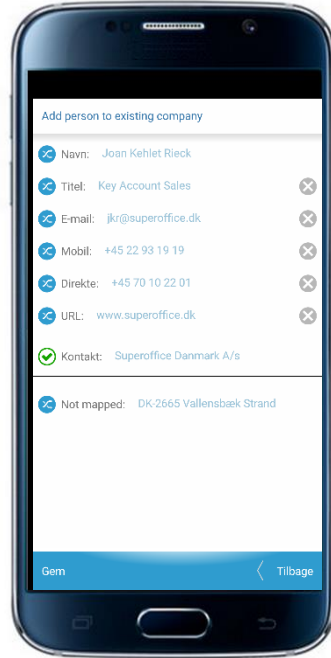 Add person to existing company
Navn: Joan Kehlet Rieck
Titel: Key Account Sales
E-mail: jkr@superoffice.dk
Mobil: +45 22 93 19 19
Direkte: +45 70 10 22 01
URL: www.superoffice.dk
Kontakt: Superoffice Danmark A/s
Not mapped: DK-2665 Vallensbæk Strand
Gem Tilbage